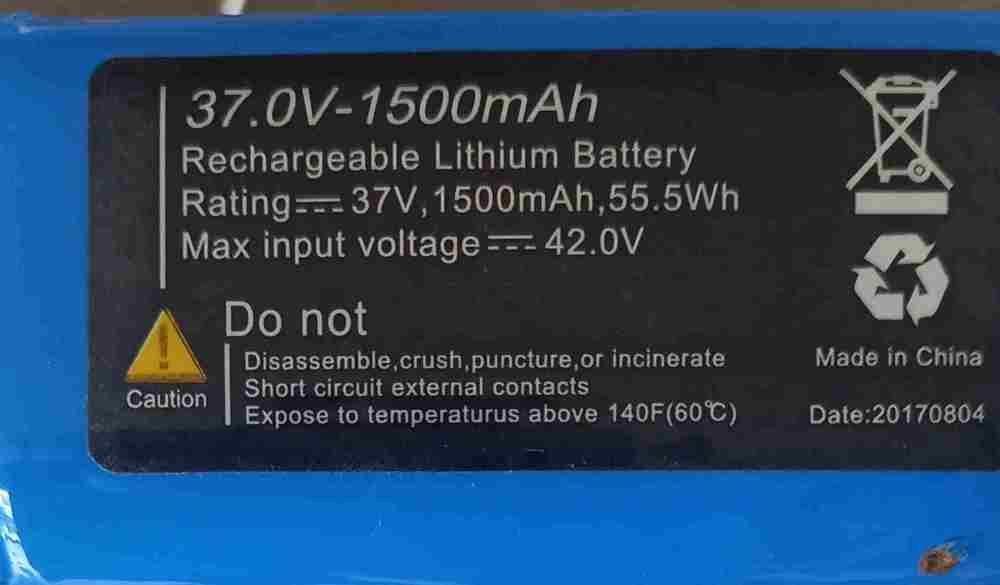 37.0V-1500mAh
Rechargeable Lithium Battery
Rating⎓37V,1500mAh,55.5Wh
Max input voltage⎓42.0V
Do not
Disassemble,crush,puncture,or incinerate
Short circuit external contacts
Expose to temperaturus above 140F(60℃)
Caution
Made in China
Date:20170804